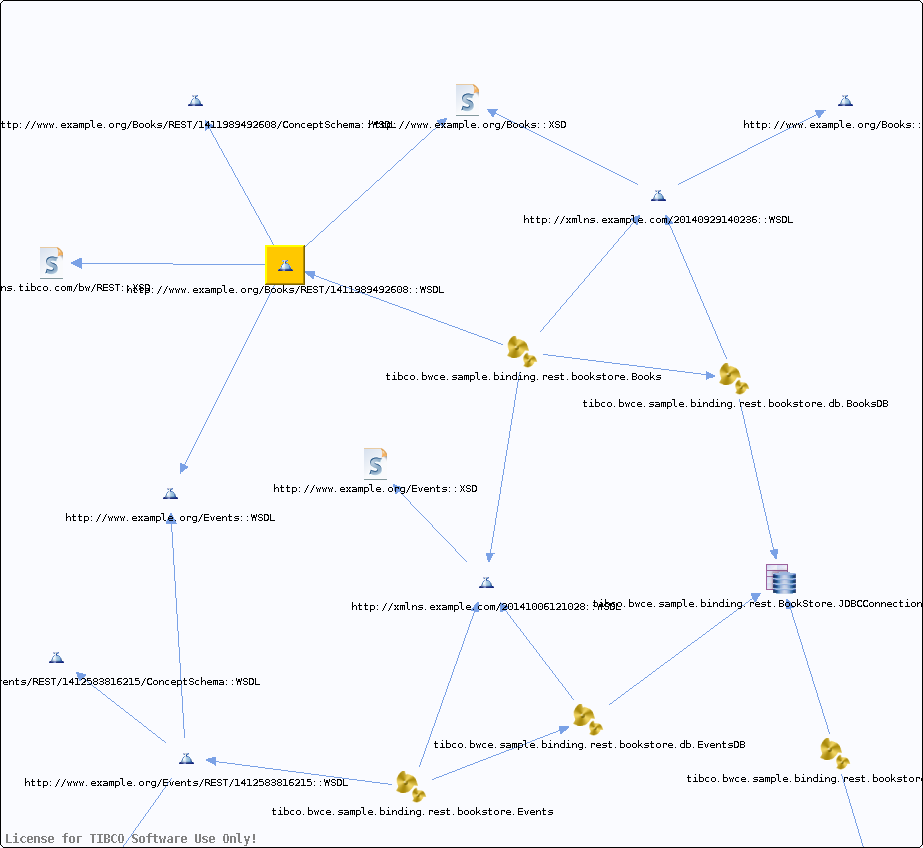 ttp://www.example.org/Books/REST/1411989492608/ConceptSchema::WSDL
://www.example.org/Books::XSD
http://www.example.org/Books::
http://xmlns.example.com/20140929140236::WSDL
ns.tibco.com/bw/REST::XSD
http://www.example.org/Books/REST/1411989492608::WSDL
tibco.bwce.sample.binding.rest.bookstore.Books
tibco.bwce.sample.binding.rest.bookstore.db.BooksDB
http://www.example.org/Events::XSD
http://www.example.org/Events::WSDL
http://xmlns.example.com/20141006121028::WSDL
tibco.bwce.sample.binding.rest.BookStore.JDBCConnection
ents/REST/1412583816215/ConceptSchema::WSDL
tibco.bwce.sample.binding.rest.bookstore.db.EventsDB
http://www.example.org/Events/REST/1412583816215::WSDL
tibco.bwce.sample.binding.rest.bookstore
tibco.bwce.sample.binding.rest.bookstore.Events
License for TIBCO Software Use Only!